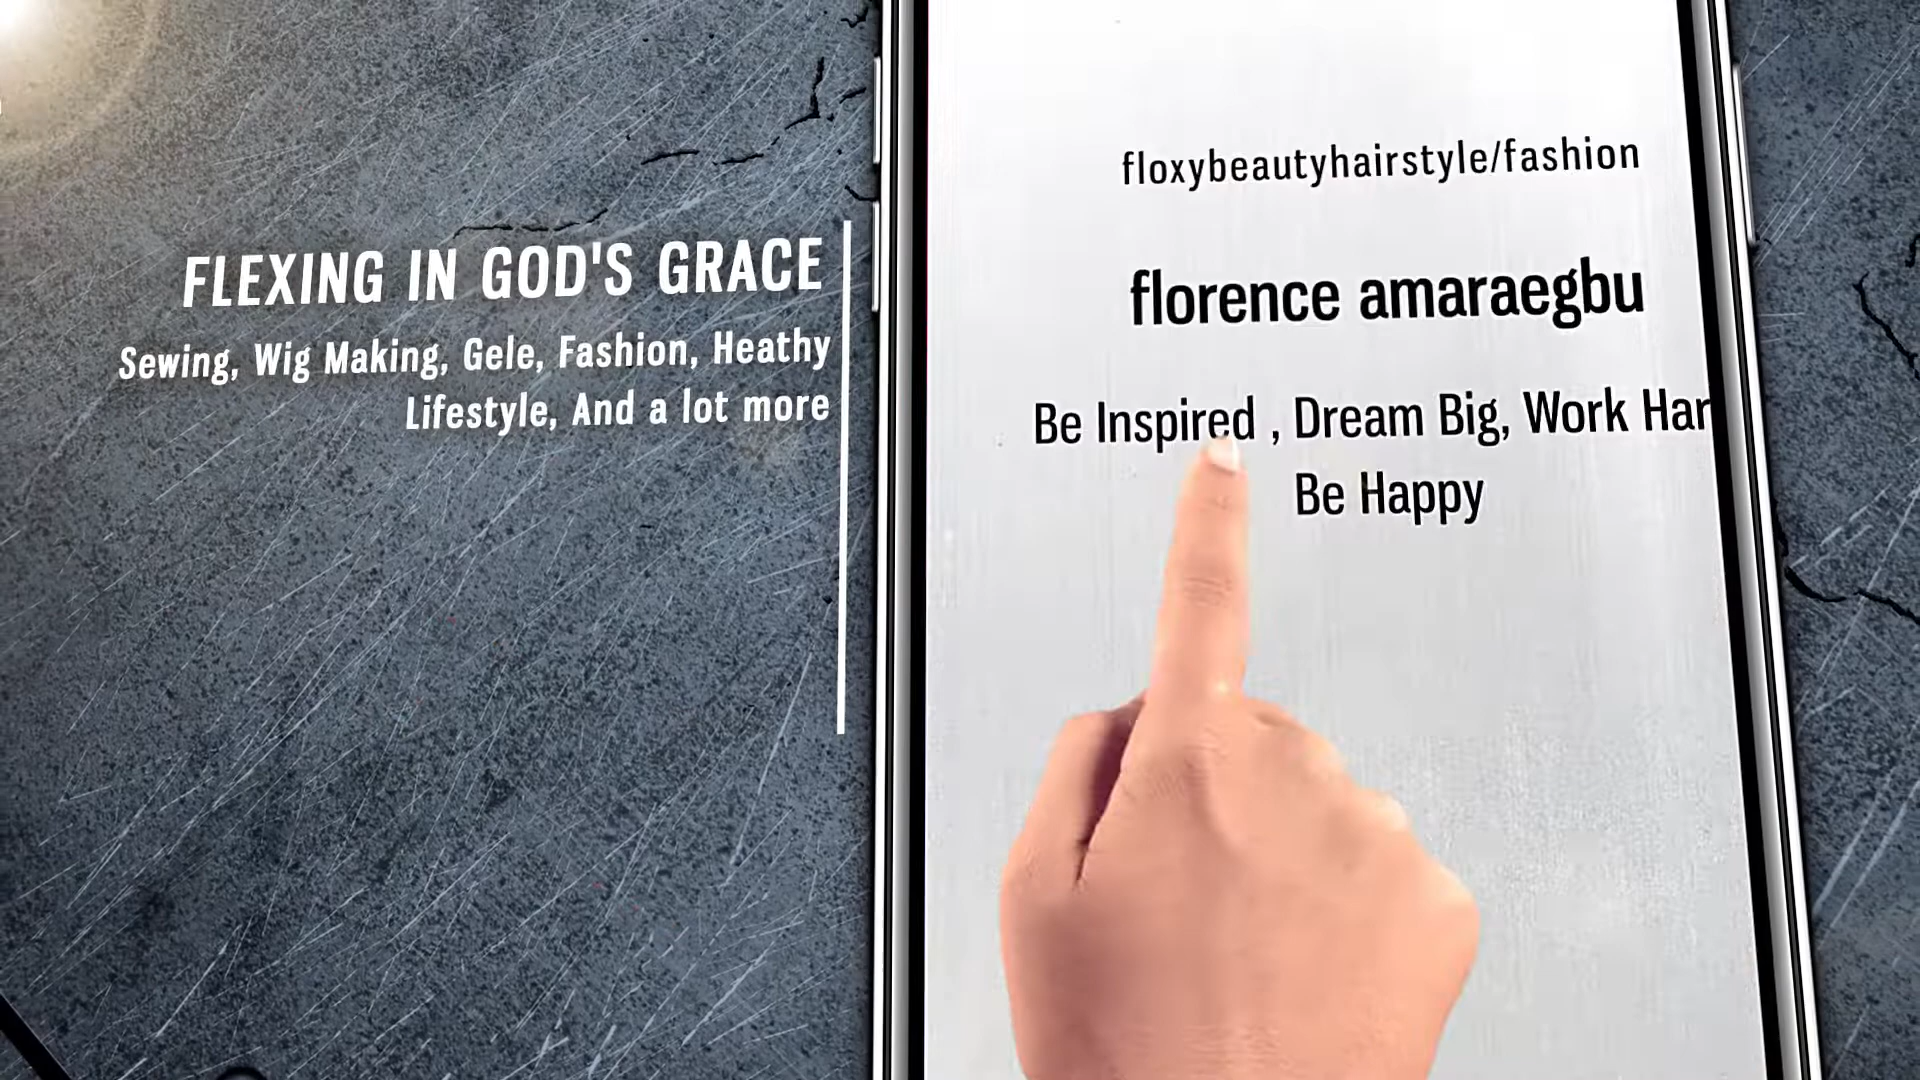 FLEXING IN GOD'S GRACE
Sewing, Wig Making, Gele, Fashion, Heathy
Lifestyle, And a lot more
floxybeautyhairstyle/fashion
florence amaraegbu
Be Inspired , Dream Big, Work Har
Be Happy